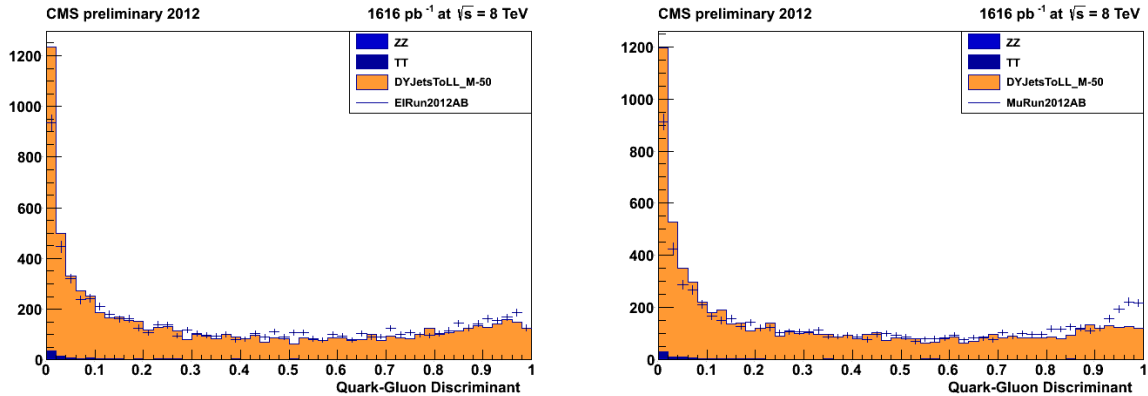 CMS preliminary 2012
1616 pb⁻¹ at √s = 8 TeV
ZZ
TT
DYJetsToLL_M-50
ElRun2012AB
1200
1000
800
600
400
200
0
0 0.1 0.2 0.3 0.4 0.5 0.6 0.7 0.8 0.9 1
Quark-Gluon Discriminant
CMS preliminary 2012
1616 pb⁻¹ at √s = 8 TeV
ZZ
TT
DYJetsToLL_M-50
MuRun2012AB
1200
1000
800
600
400
200
0
0 0.1 0.2 0.3 0.4 0.5 0.6 0.7 0.8 0.9 1
Quark-Gluon Discriminant